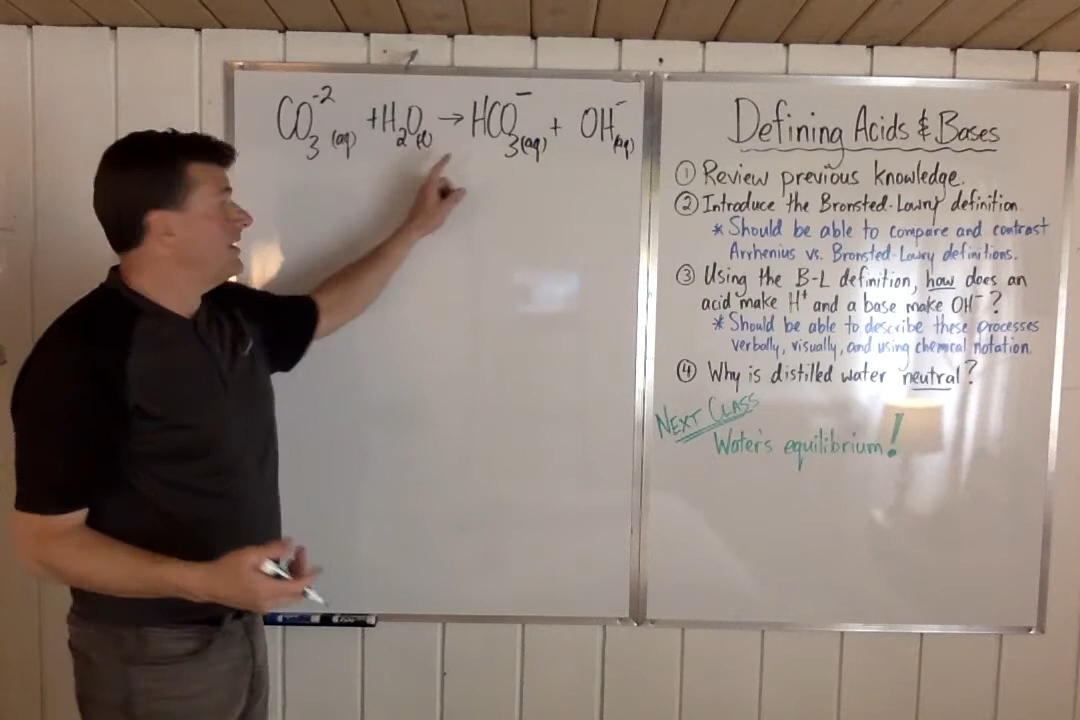 CO₃⁻²(aq) + H₂O(l) → HCO₃⁻(aq) + OH⁻(aq)
Defining Acids & Bases
① Review previous knowledge.
② Introduce the Bronsted-Lowry definition.
* Should be able to compare and contrast
Arrhenius vs. Bronsted-Lowry definitions.
③ Using the B-L definition, how does an
acid make H⁺ and a base make OH⁻?
* Should be able to describe these processes
verbally, visually, and using chemical notation.
④ Why is distilled water neutral?
NEXT CLASS
Water's equilibrium!